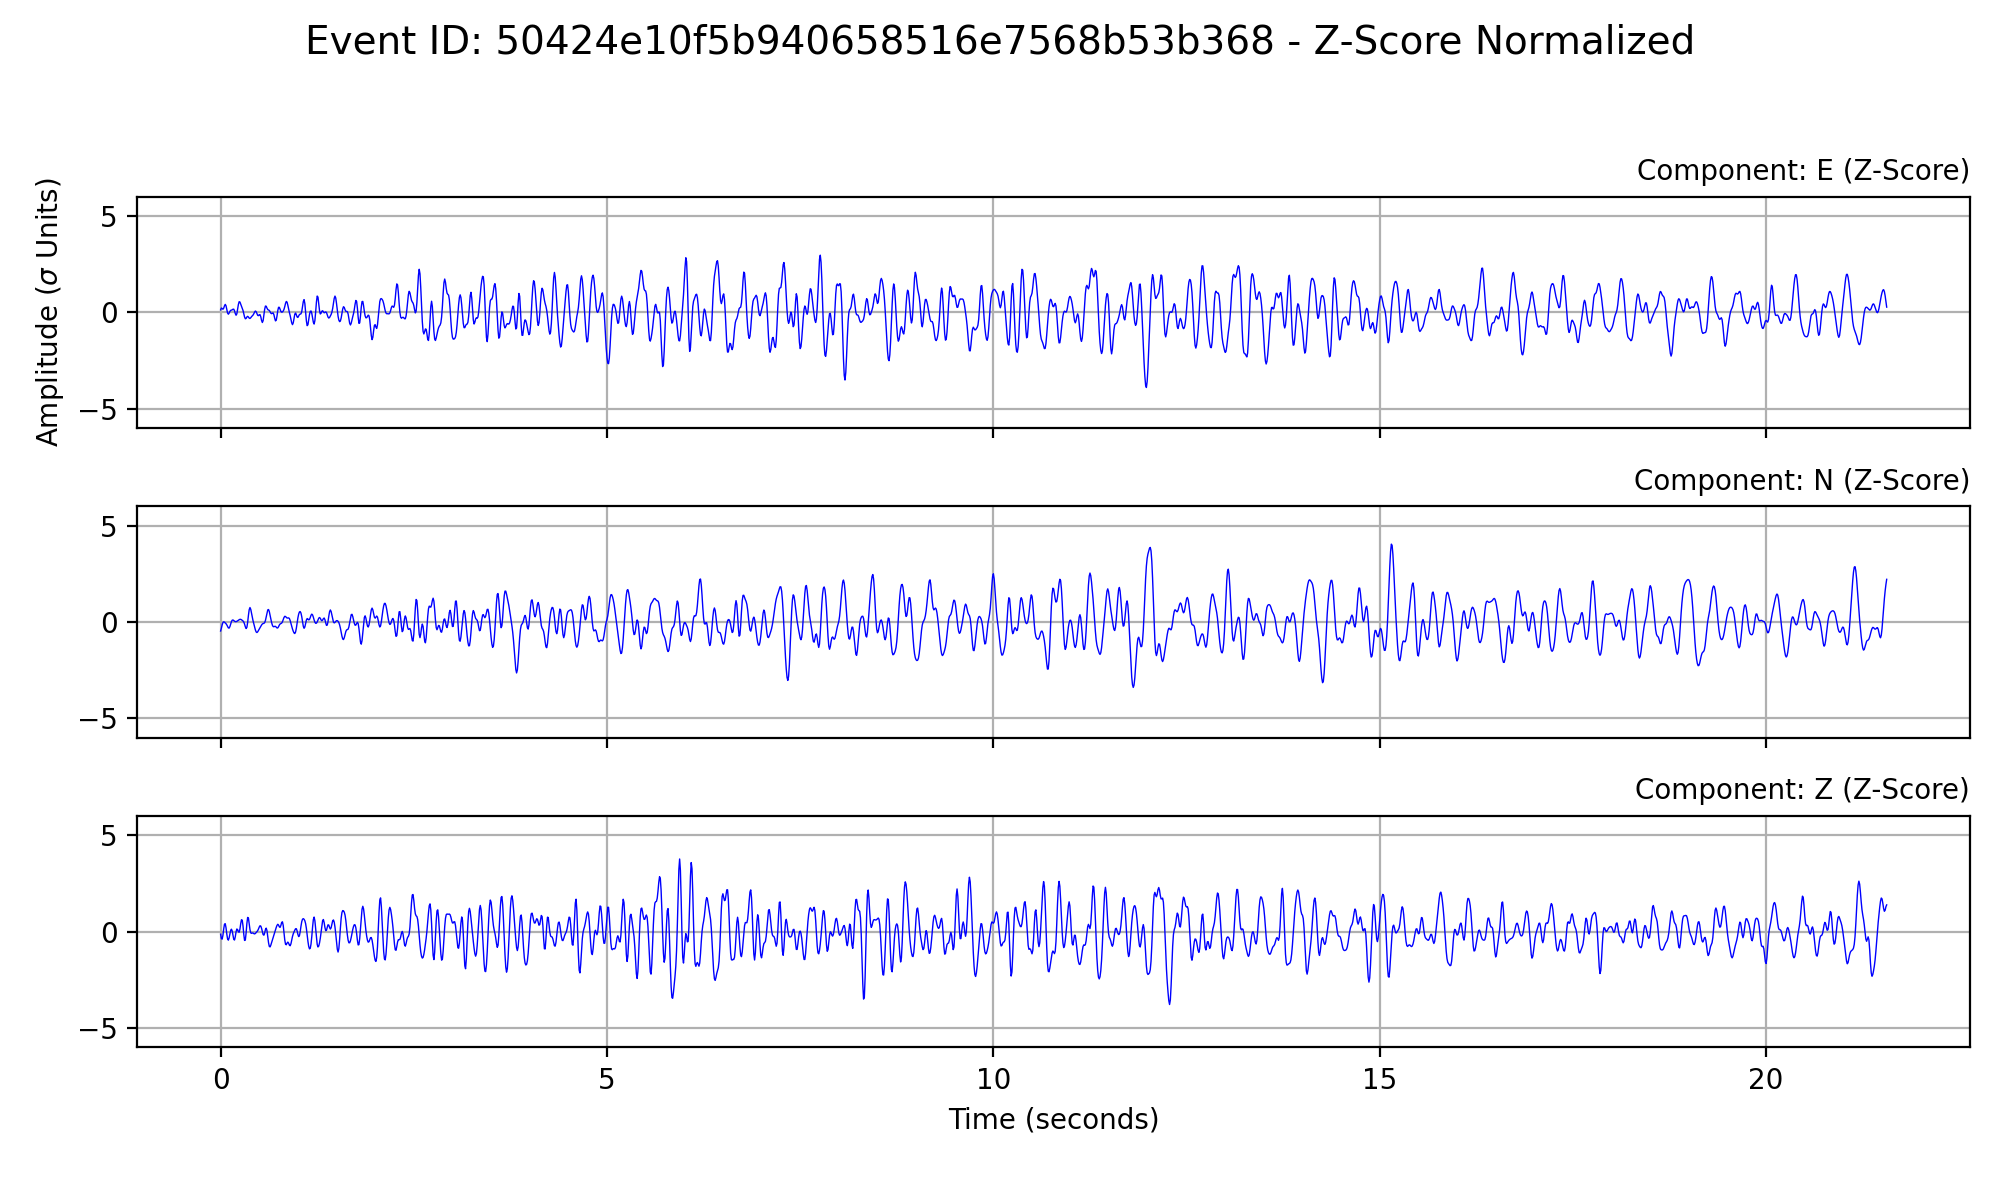 Event ID: 50424e10f5b940658516e7568b53b368 - Z-Score Normalized
Component: E (Z-Score)
Amplitude (σ Units)
5
0
−5
Component: N (Z-Score)
5
0
−5
Component: Z (Z-Score)
5
0
−5
0 5 10 15 20
Time (seconds)